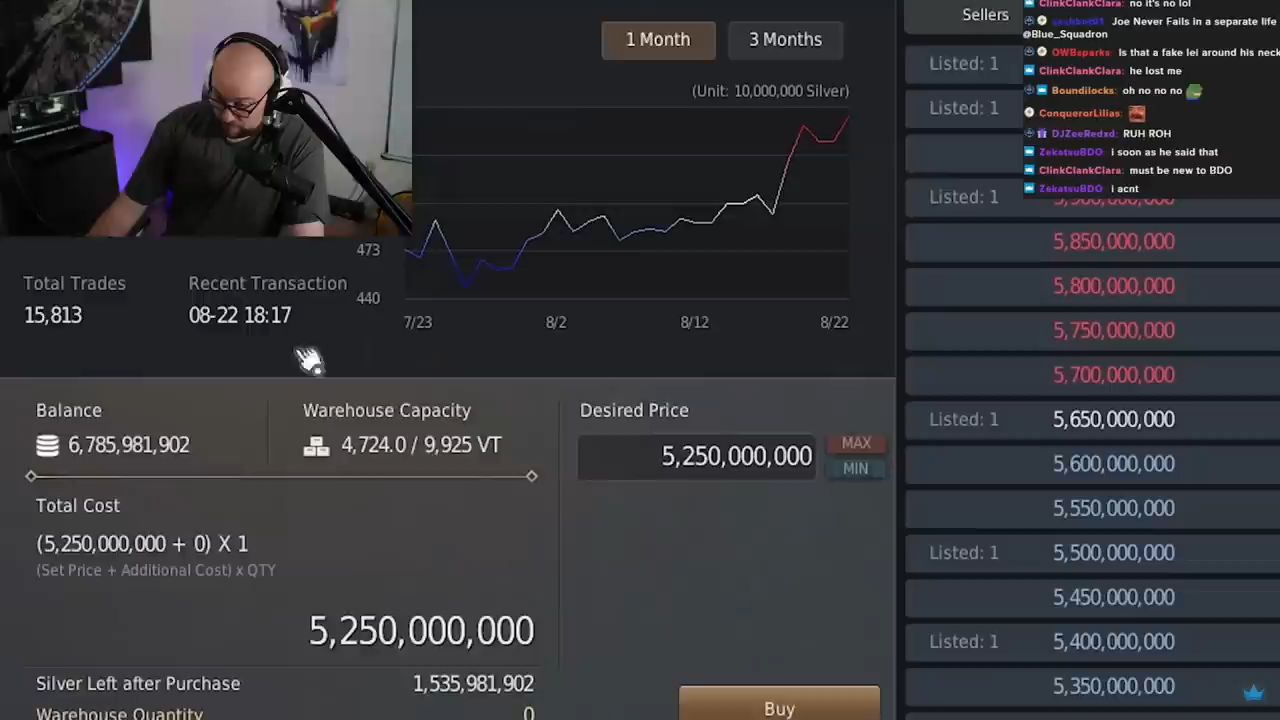 1 Month
3 Months
(Unit: 10,000,000 Silver)
473
440
7/23
8/2
8/12
8/22
Total Trades
15,813
Recent Transaction
08-22 18:17
Balance
6,785,981,902
Warehouse Capacity
4,724.0 / 9,925 VT
Total Cost
(5,250,000,000 + 0) X 1
(Set Price + Additional Cost) x QTY
5,250,000,000
Silver Left after Purchase
1,535,981,902
Warehouse Quantity
0
Desired Price
5,250,000,000
MAX
MIN
Buy
Sellers
Listed: 1
Listed: 1
Listed: 1
5,900,000,000
5,850,000,000
5,800,000,000
5,750,000,000
5,700,000,000
Listed: 1 5,650,000,000
5,600,000,000
5,550,000,000
Listed: 1 5,500,000,000
5,450,000,000
Listed: 1 5,400,000,000
5,350,000,000
ClinkClankClara: no it's no lol
Joe Never Fails in a separate life
@Blue_Squadron
OWBsparks: Is that a fake lei around his neck
ClinkClankClara: he lost me
Boundilocks: oh no no no
ConquerorLilias:
DJZeeRedxd: RUH ROH
ZekatsuBDO: i soon as he said that
ClinkClankClara: must be new to BDO
ZekatsuBDO: i acnt